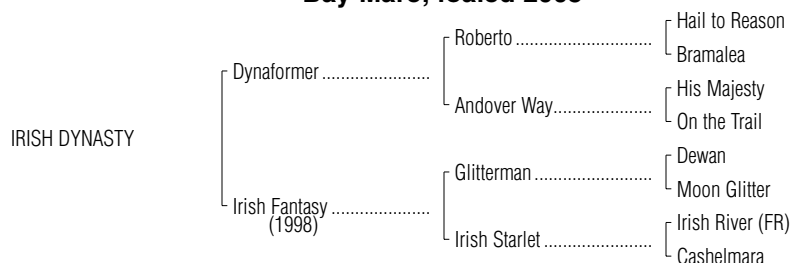 Bay Mare; foaled
Hail to Reason
Roberto ..................................
Bramalea
Dynaformer ...........................
His Majesty
Andover Way.........................
On the Trail
IRISH DYNASTY
Dewan
Glitterman .............................
Moon Glitter
Irish Fantasy .........................
(1998)
Irish River (FR)
Irish Starlet ...........................
Cashelmara